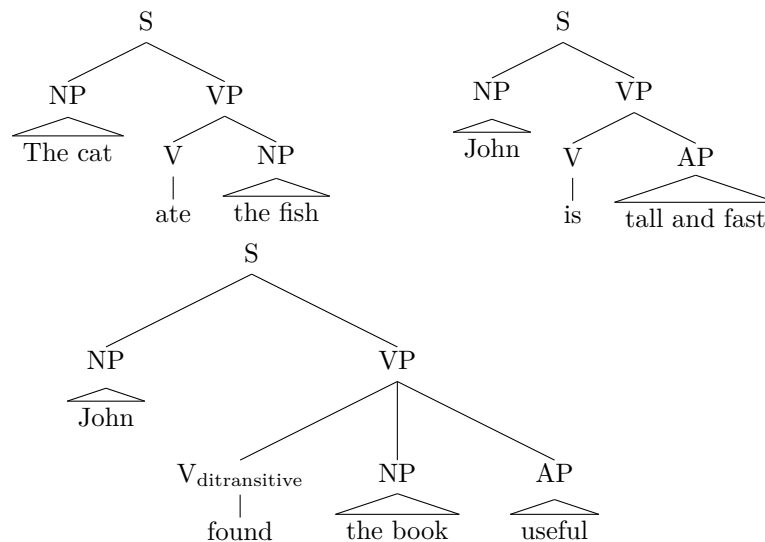 S S
NP VP NP VP
The cat V NP John V AP
ate the fish is tall and fast
S
NP VP
John
V_ditransitive NP AP
found the book useful